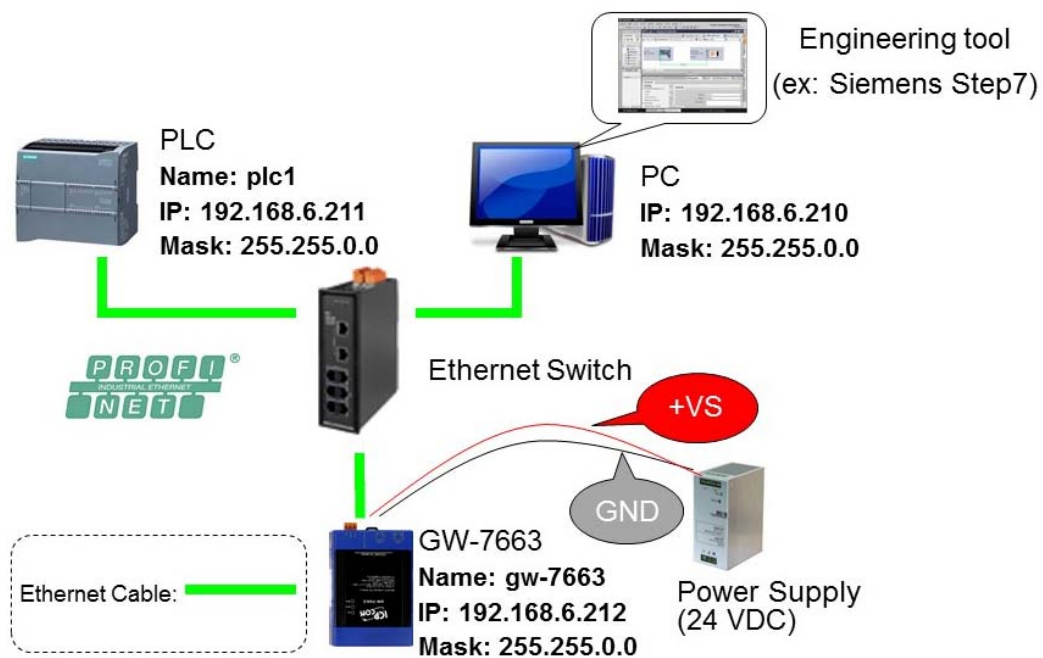 Engineering tool
(ex: Siemens Step7)
PLC
Name: plc1
IP: 192.168.6.211
Mask: 255.255.0.0
PC
IP: 192.168.6.210
Mask: 255.255.0.0
PROFI
INDUSTRIAL ETHERNET
NET
®
Ethernet Switch
+VS
GND
GW-7663
Name: gw-7663
IP: 192.168.6.212
Mask: 255.255.0.0
Power Supply
(24 VDC)
Ethernet Cable:
ICP CON